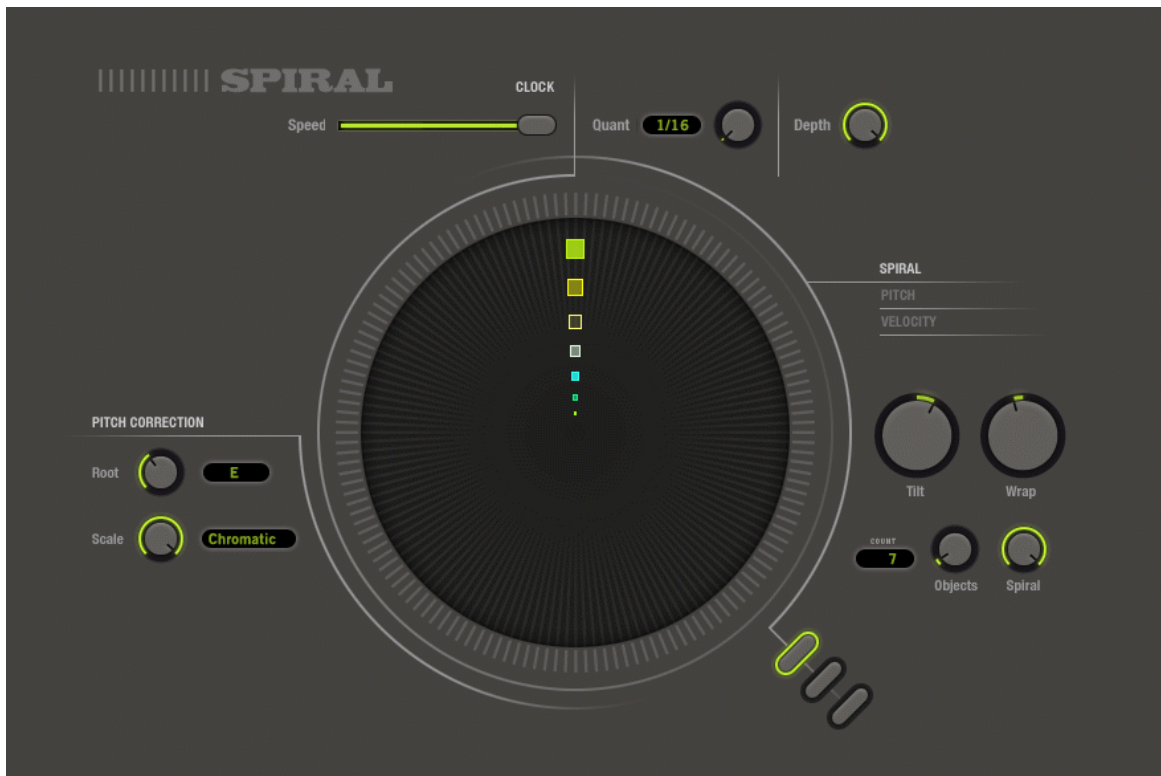 SPIRAL
CLOCK
Speed
Quant 1/16
Depth
SPIRAL
PITCH
VELOCITY
PITCH CORRECTION
Root E
Scale Chromatic
Tilt Wrap
COUNT
7
Objects Spiral